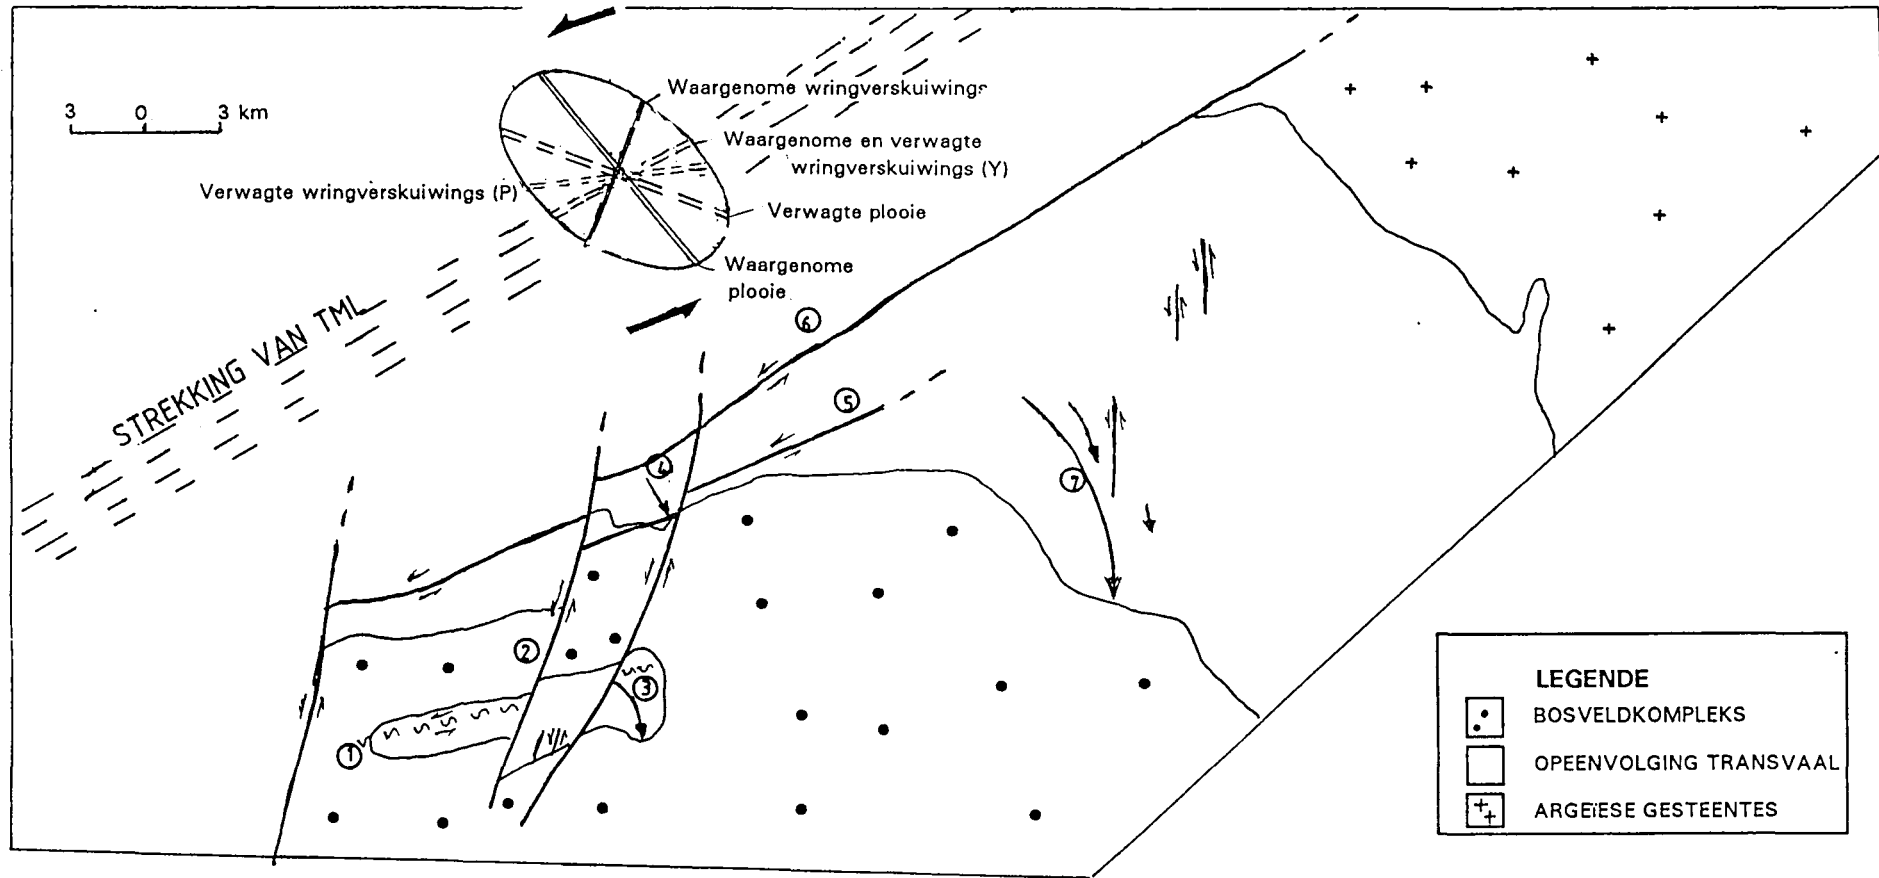 Waargenome wringverskuiwings
3 0 3 km
Waargenome en verwagte
wringverskuiwings (Y)
Verwagte wringverskuiwings (P)
Verwagte plooie
Waargenome
plooie
STREKKING VAN TML
6
5
4
7
2
3
1
LEGENDE
BOSVELDKOMPLEKS
OPEENVOLGING TRANSVAAL
ARGEÏESE GESTEENTES